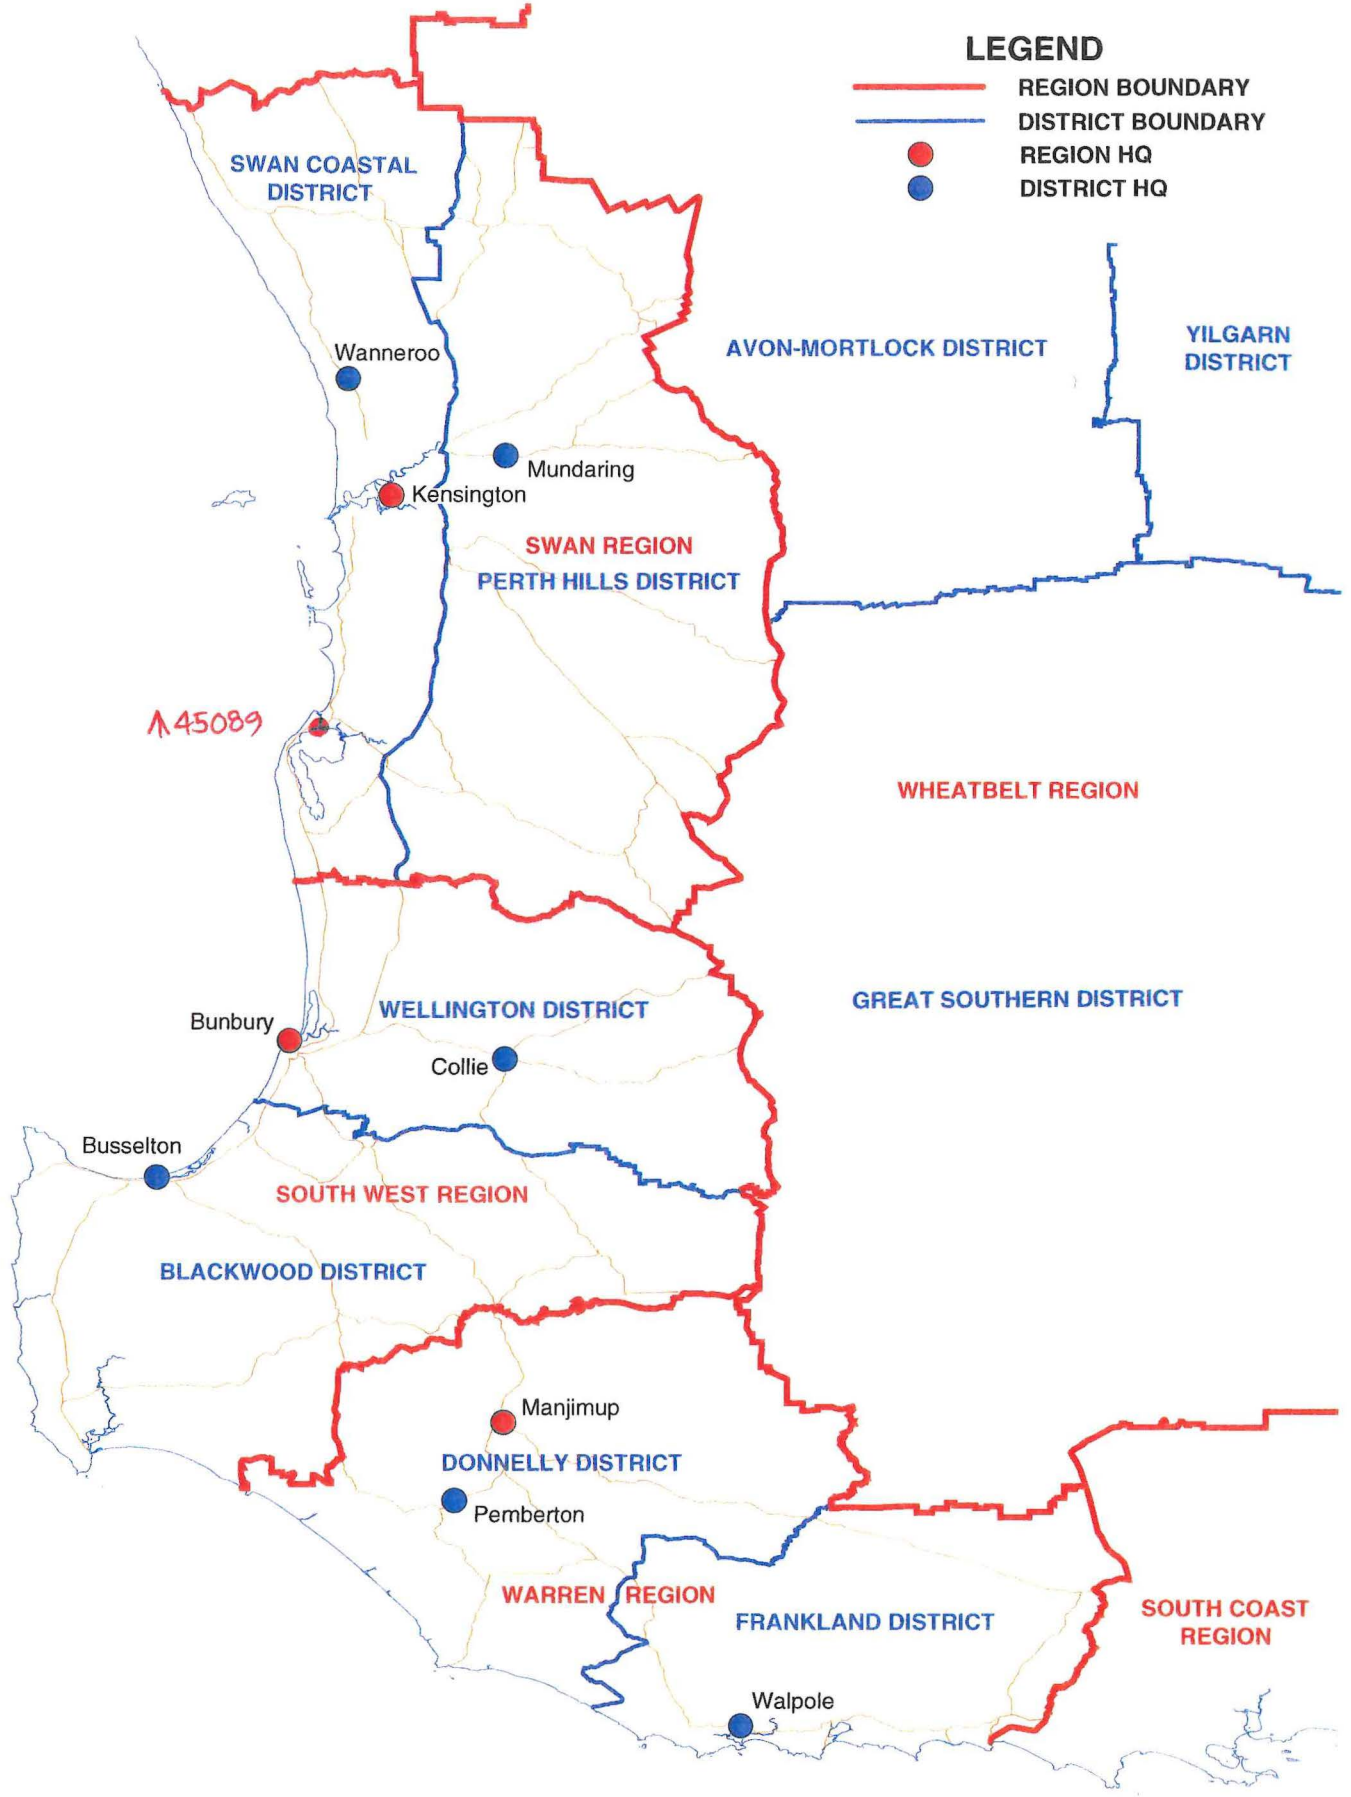 LEGEND
REGION BOUNDARY
DISTRICT BOUNDARY
REGION HQ
DISTRICT HQ
SWAN COASTAL
DISTRICT
AVON-MORTLOCK DISTRICT
YILGARN
DISTRICT
Wanneroo
Mundaring
Kensington
SWAN REGION
PERTH HILLS DISTRICT
45089
WHEATBELT REGION
GREAT SOUTHERN DISTRICT
WELLINGTON DISTRICT
Bunbury
Collie
Busselton
SOUTH WEST REGION
BLACKWOOD DISTRICT
Manjimup
DONNELLY DISTRICT
Pemberton
WARREN REGION
FRANKLAND DISTRICT
SOUTH COAST
REGION
Walpole